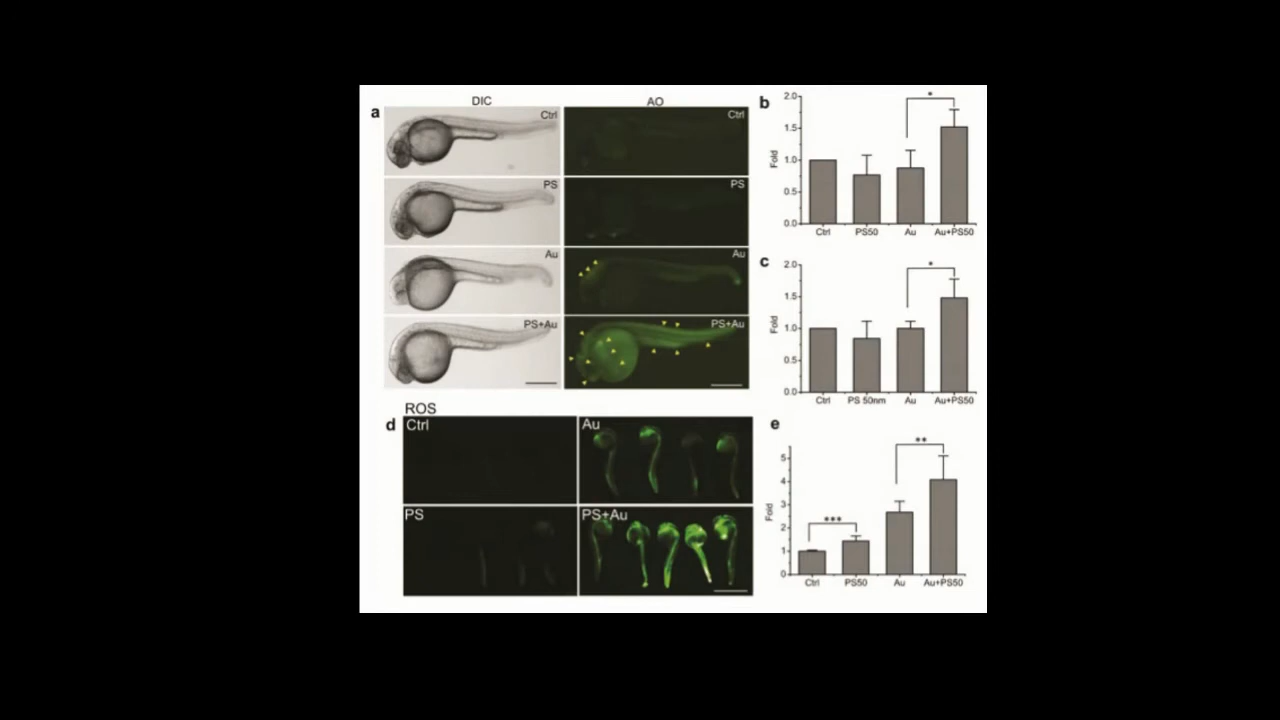 a
DIC
AO
Ctrl
Ctrl
PS
PS
Au
Au
PS+Au
PS+Au
b
2.0
*
1.5
1.0
0.5
0.0
Fold
Ctrl PS50 Au Au+PS50
c
2.0
*
1.5
1.0
0.5
0.0
Fold
Ctrl PS 50nm Au Au+PS50
ROS
d
Ctrl
Au
PS
PS+Au
e
**
5
4
3
***
2
1
0
Fold
Ctrl PS50 Au Au+PS50